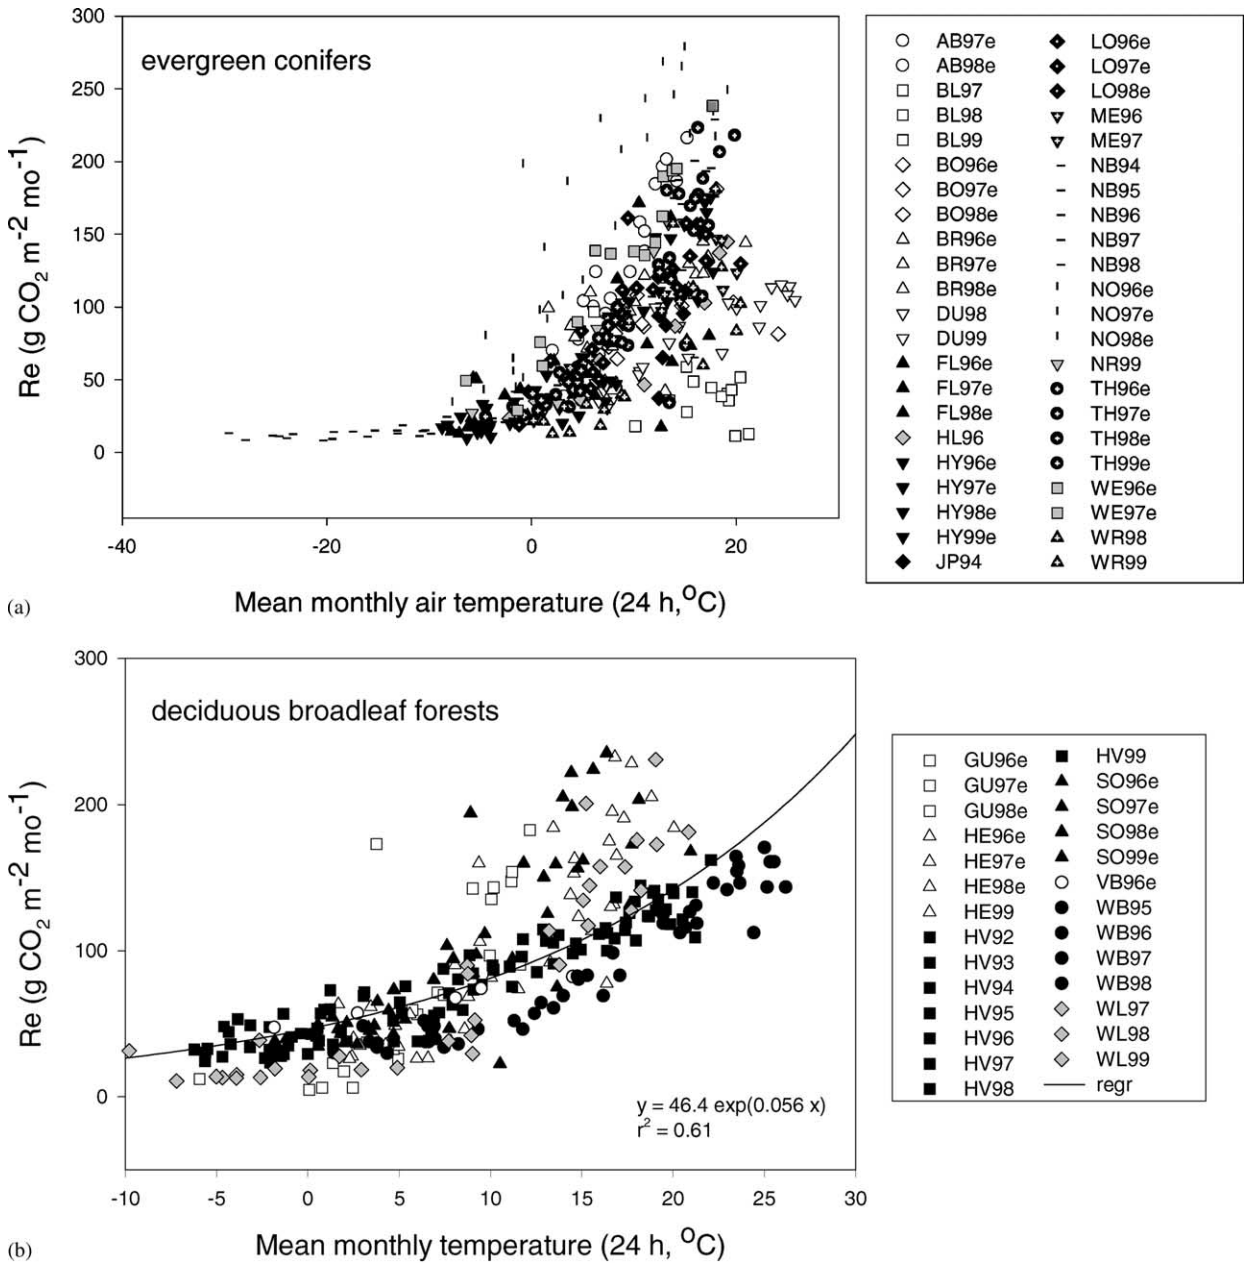 300
250
200
150
100
50
0
Re (g CO2 m-2 mo-1)
evergreen conifers
-40
-20
0
20
Mean monthly air temperature (24 h,oC)
(a)
AB97e
AB98e
BL97
BL98
BL99
BO96e
BO97e
BO98e
BR96e
BR97e
BR98e
DU98
DU99
FL96e
FL97e
FL98e
HL96
HY96e
HY97e
HY98e
HY99e
JP94
LO96e
LO97e
LO98e
ME96
ME97
NB94
NB95
NB96
NB97
NB98
NO96e
NO97e
NO98e
NR99
TH96e
TH97e
TH98e
TH99e
WE96e
WE97e
WR98
WR99
300
200
100
0
Re (g CO2 m-2 mo-1)
deciduous broadleaf forests
y = 46.4 exp(0.056 x)
r2 = 0.61
-10
-5
0
5
10
15
20
25
30
Mean monthly temperature (24 h, oC)
(b)
GU96e
GU97e
GU98e
HE96e
HE97e
HE98e
HE99
HV92
HV93
HV94
HV95
HV96
HV97
HV98
HV99
SO96e
SO97e
SO98e
SO99e
VB96e
WB95
WB96
WB97
WB98
WL97
WL98
WL99
regr